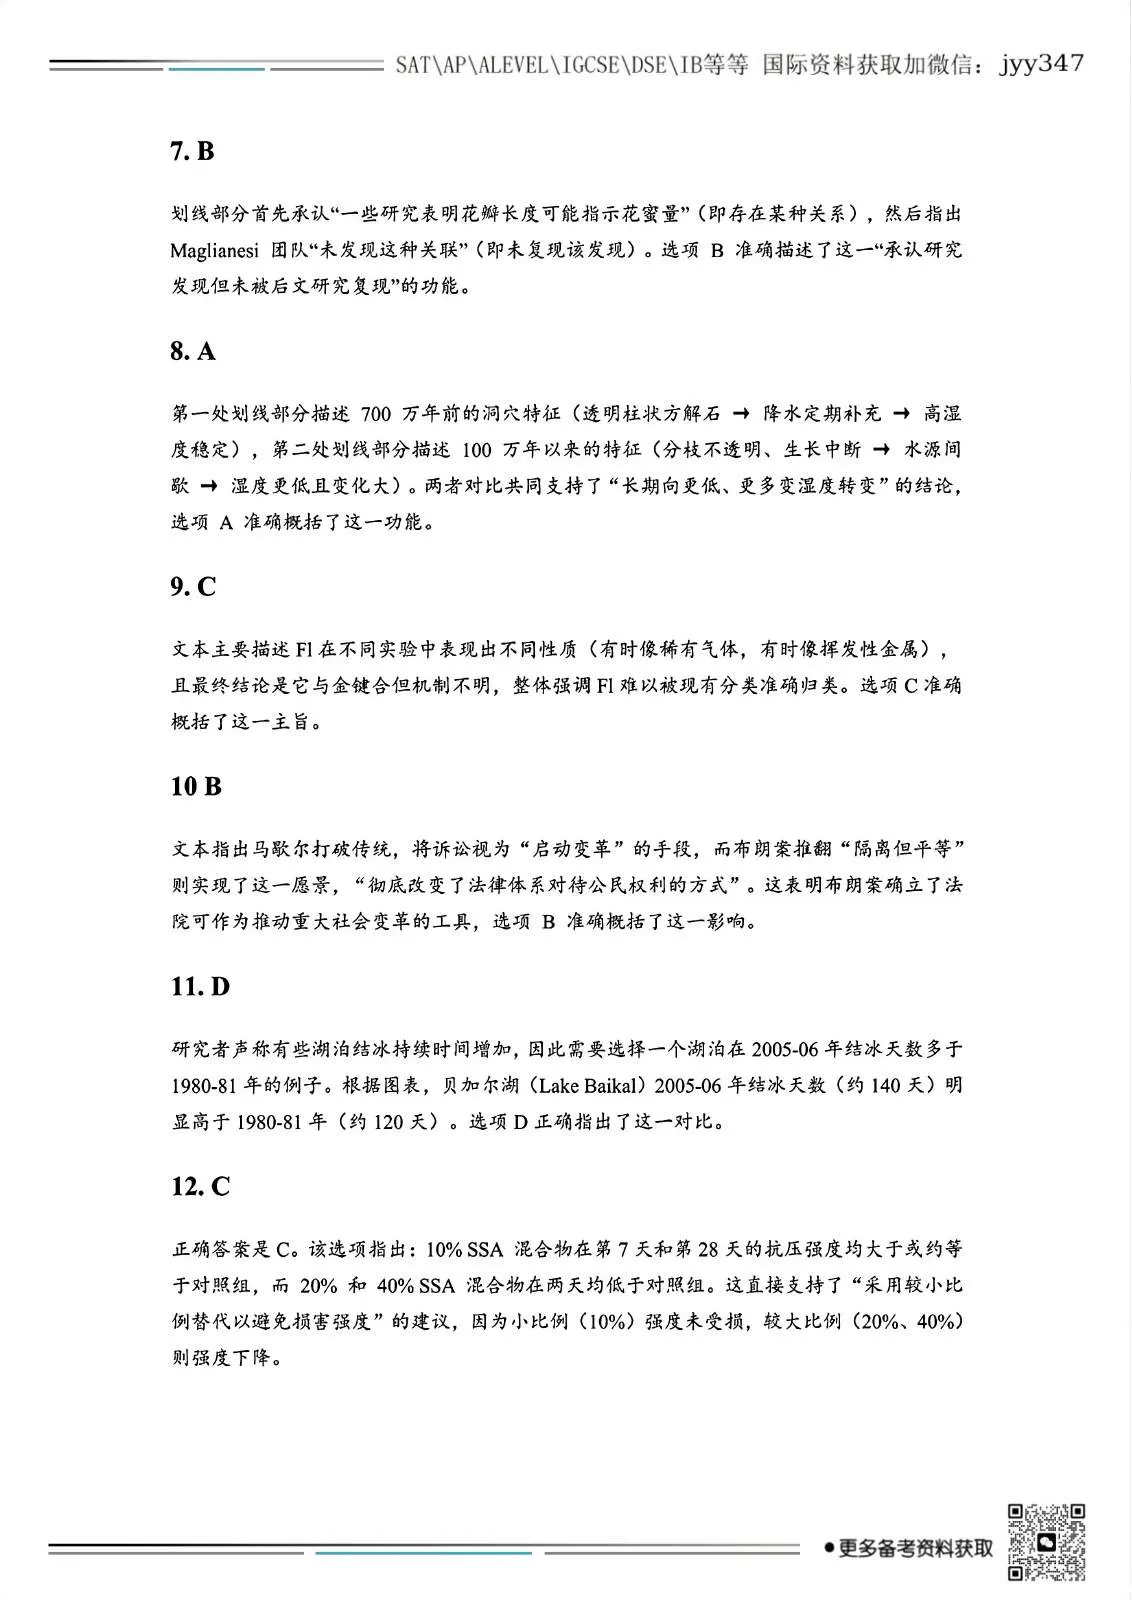 SAT\AP\ALEVEL\IGCSE\DSE\IB等等 国际资料获取加微信：jyy347
7. B
划线部分首先承认“一些研究表明花瓣长度可能指示花蜜量”（即存在某种关系），然后指出
Maglianesi 团队“未发现这种关联”（即未复现该发现）。选项 B 准确描述了这一“承认研究
发现但未被后文研究复现”的功能。
8. A
第一处划线部分描述 700 万年前的洞穴特征（透明柱状方解石 → 降水定期补充 → 高湿
度稳定），第二处划线部分描述 100 万年以来的特征（分枝不透明、生长中断 → 水源间
歇 → 湿度更低且变化大）。两者对比共同支持了“长期向更低、更多变湿度转变”的结论，
选项 A 准确概括了这一功能。
9. C
文本主要描述 Fl 在不同实验中表现出不同性质（有时像稀有气体，有时像挥发性金属），
且最终结论是它与金键合但机制不明，整体强调 Fl 难以被现有分类准确归类。选项 C 准确
概括了这一主旨。
10 B
文本指出马歇尔打破传统，将诉讼视为“启动变革”的手段，而布朗案推翻“隔离但平等”
则实现了这一愿景，“彻底改变了法律体系对待公民权利的方式”。这表明布朗案确立了法
院可作为推动重大社会变革的工具，选项 B 准确概括了这一影响。
11. D
研究者声称有些湖泊结冰持续时间增加，因此需要选择一个湖泊在 2005-06 年结冰天数多于
1980-81 年的例子。根据图表，贝加尔湖（Lake Baikal）2005-06 年结冰天数（约 140 天）明
显高于 1980-81 年（约 120 天）。选项 D 正确指出了这一对比。
12. C
正确答案是 C。该选项指出：10% SSA 混合物在第 7 天和第 28 天的抗压强度均大于或约等
于对照组，而 20% 和 40% SSA 混合物在两天均低于对照组。这直接支持了“采用较小比
例替代以避免损害强度”的建议，因为小比例（10%）强度未受损，较大比例（20%、40%）
则强度下降。
●更多备考资料获取